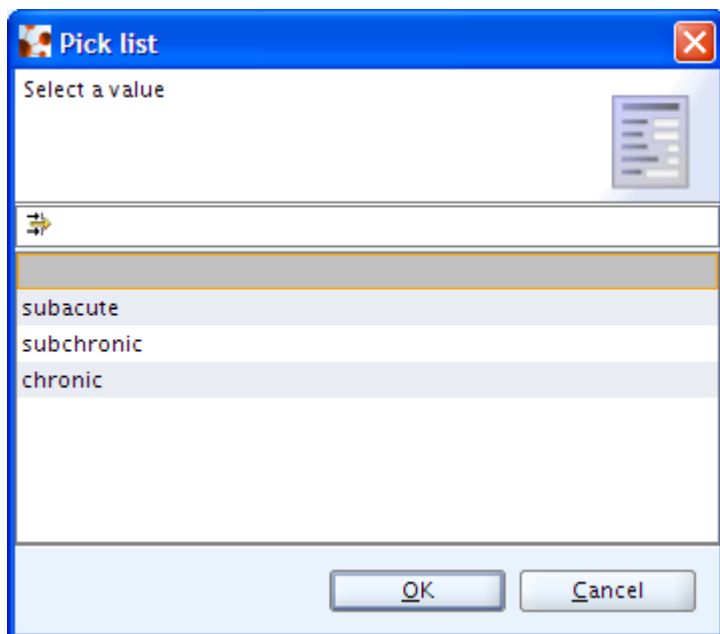 Pick list
Select a value
subacute
subchronic
chronic
OK
Cancel